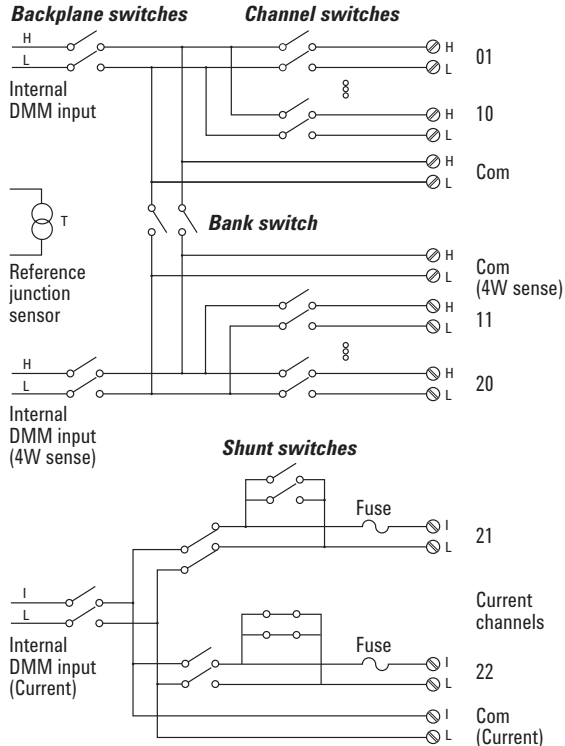 Backplane switches
Channel switches
H
L
Internal
DMM input
H
L
01
H
L
10
H
L
Com
T
Reference
junction
sensor
Bank switch
H
L
Com
(4W sense)
H
L
11
H
L
Internal
DMM input
(4W sense)
H
L
20
Shunt switches
Fuse
I
L
21
I
L
Internal
DMM input
(Current)
Current
channels
Fuse
I
L
22
I
L
Com
(Current)